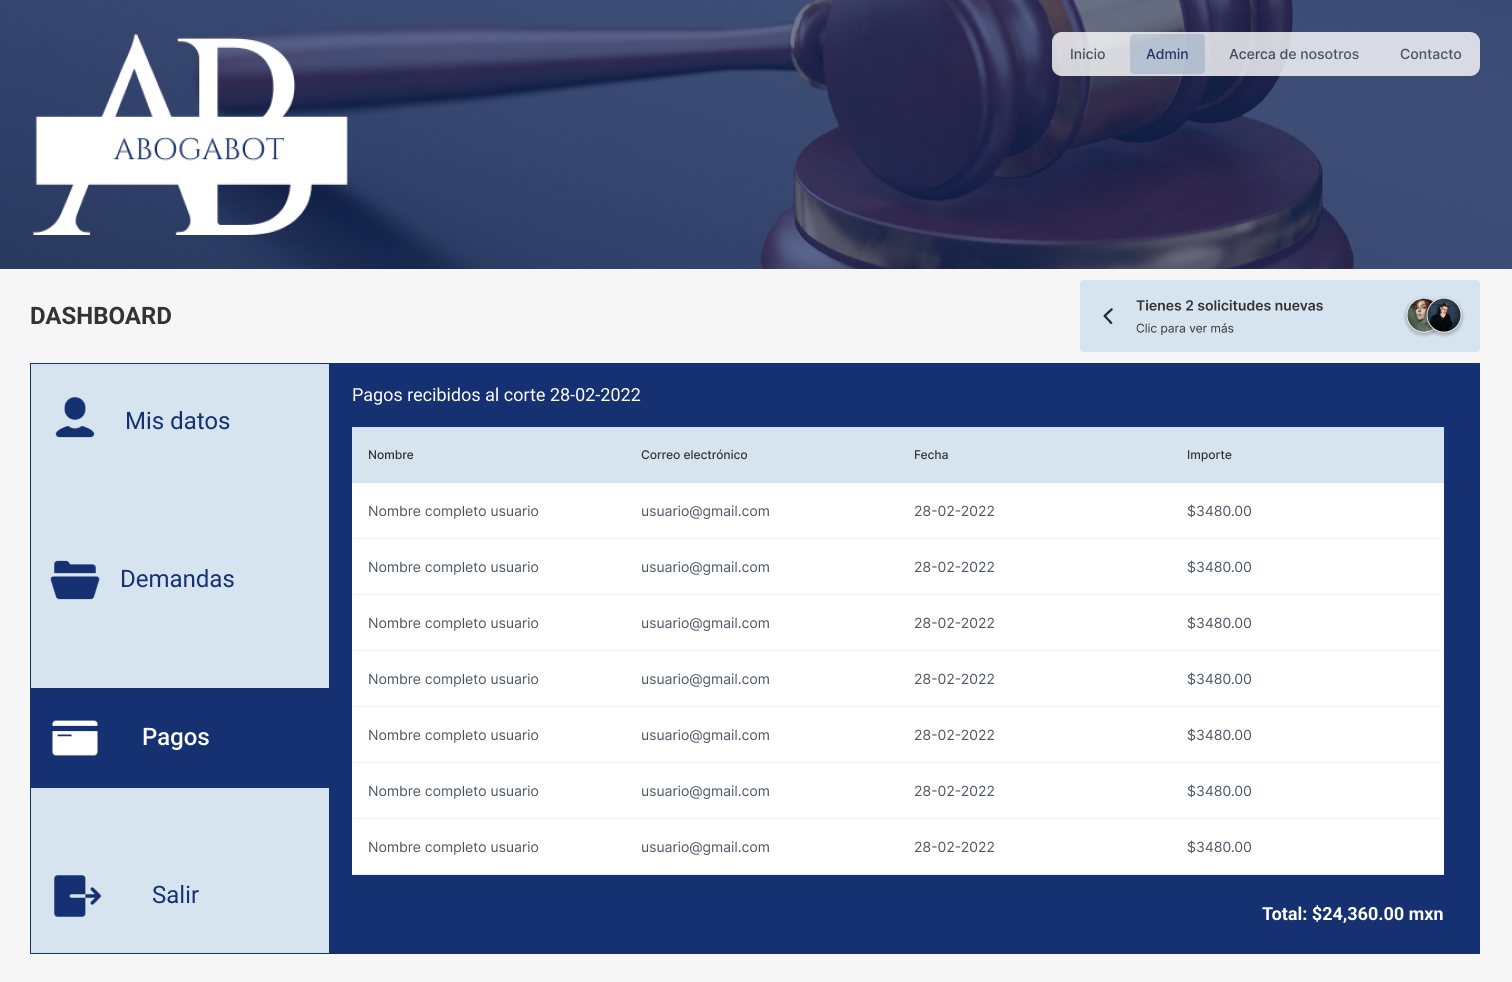 AB
ABOGABOT
Inicio Admin Acerca de nosotros Contacto
DASHBOARD
Tienes 2 solicitudes nuevas
Clic para ver más
Mis datos
Demandas
Pagos
Salir
Pagos recibidos al corte 28-02-2022
Nombre Correo electrónico Fecha Importe
Nombre completo usuario usuario@gmail.com 28-02-2022 $3480.00
Nombre completo usuario usuario@gmail.com 28-02-2022 $3480.00
Nombre completo usuario usuario@gmail.com 28-02-2022 $3480.00
Nombre completo usuario usuario@gmail.com 28-02-2022 $3480.00
Nombre completo usuario usuario@gmail.com 28-02-2022 $3480.00
Nombre completo usuario usuario@gmail.com 28-02-2022 $3480.00
Nombre completo usuario usuario@gmail.com 28-02-2022 $3480.00
Total: $24,360.00 mxn